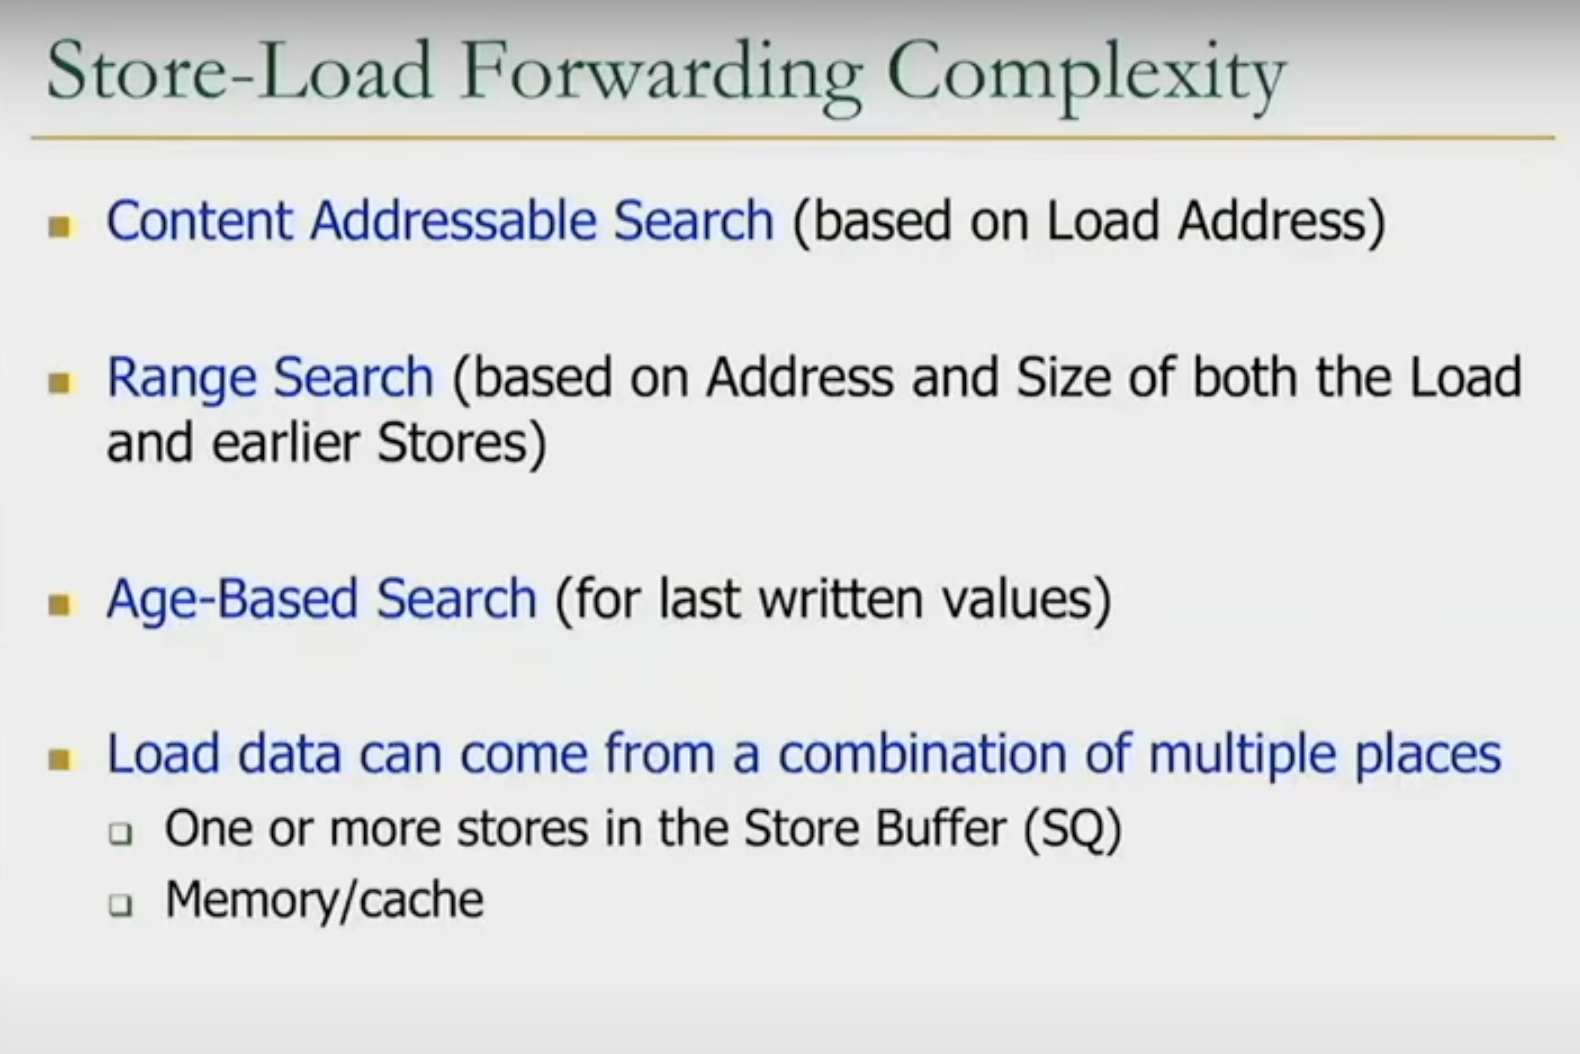 Store-Load Forwarding Complexity
Content Addressable Search (based on Load Address)
Range Search (based on Address and Size of both the Load
and earlier Stores)
Age-Based Search (for last written values)
Load data can come from a combination of multiple places
One or more stores in the Store Buffer (SQ)
Memory/cache